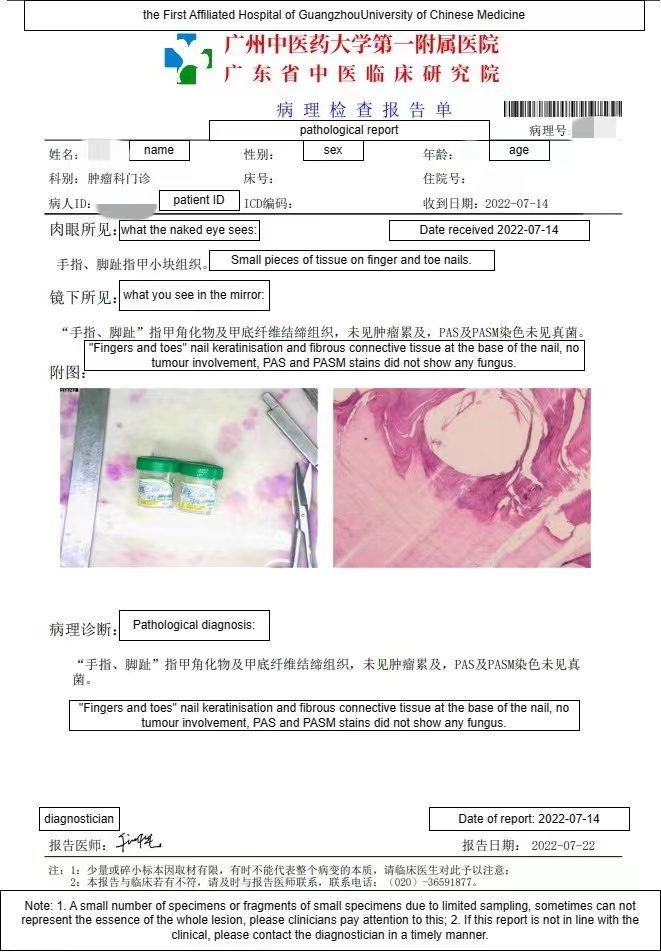 the First Affiliated Hospital of GuangzhouUniversity of Chinese Medicine
广州中医药大学第一附属医院
广东省中医临床研究院
病理检查报告单
pathological report
病理号:
姓名: name 性别: sex 年龄: age
科别: 肿瘤科门诊 床号: 住院号:
病人ID: patient ID ICD编码: 收到日期: 2022-07-14
肉眼所见: what the naked eye sees: Date received 2022-07-14
手指、脚趾指甲小块组织。 Small pieces of tissue on finger and toe nails.
镜下所见: what you see in the mirror:
“手指、脚趾”指甲角化物及甲底纤维结缔组织，未见肿瘤累及，PAS及PASM染色未见真菌。
"Fingers and toes" nail keratinisation and fibrous connective tissue at the base of the nail, no
tumour involvement, PAS and PASM stains did not show any fungus.
附图:
病理诊断: Pathological diagnosis:
“手指、脚趾”指甲角化物及甲底纤维结缔组织，未见肿瘤累及，PAS及PASM染色未见真
菌。
"Fingers and toes" nail keratinisation and fibrous connective tissue at the base of the nail, no
tumour involvement, PAS and PASM stains did not show any fungus.
diagnostician Date of report: 2022-07-14
报告医师: 报告日期: 2022-07-22
注: 1: 少量或碎小标本因取材有限，有时不能代表整个病变的本质，请临床医生对此予以注意;
2: 本报告与临床若有不符，请及时与报告医师联系，联系电话: （020）-36591877。
Note: 1. A small number of specimens or fragments of small specimens due to limited sampling, sometimes can not
represent the essence of the whole lesion, please clinicians pay attention to this; 2. If this report is not in line with the
clinical, please contact the diagnostician in a timely manner.